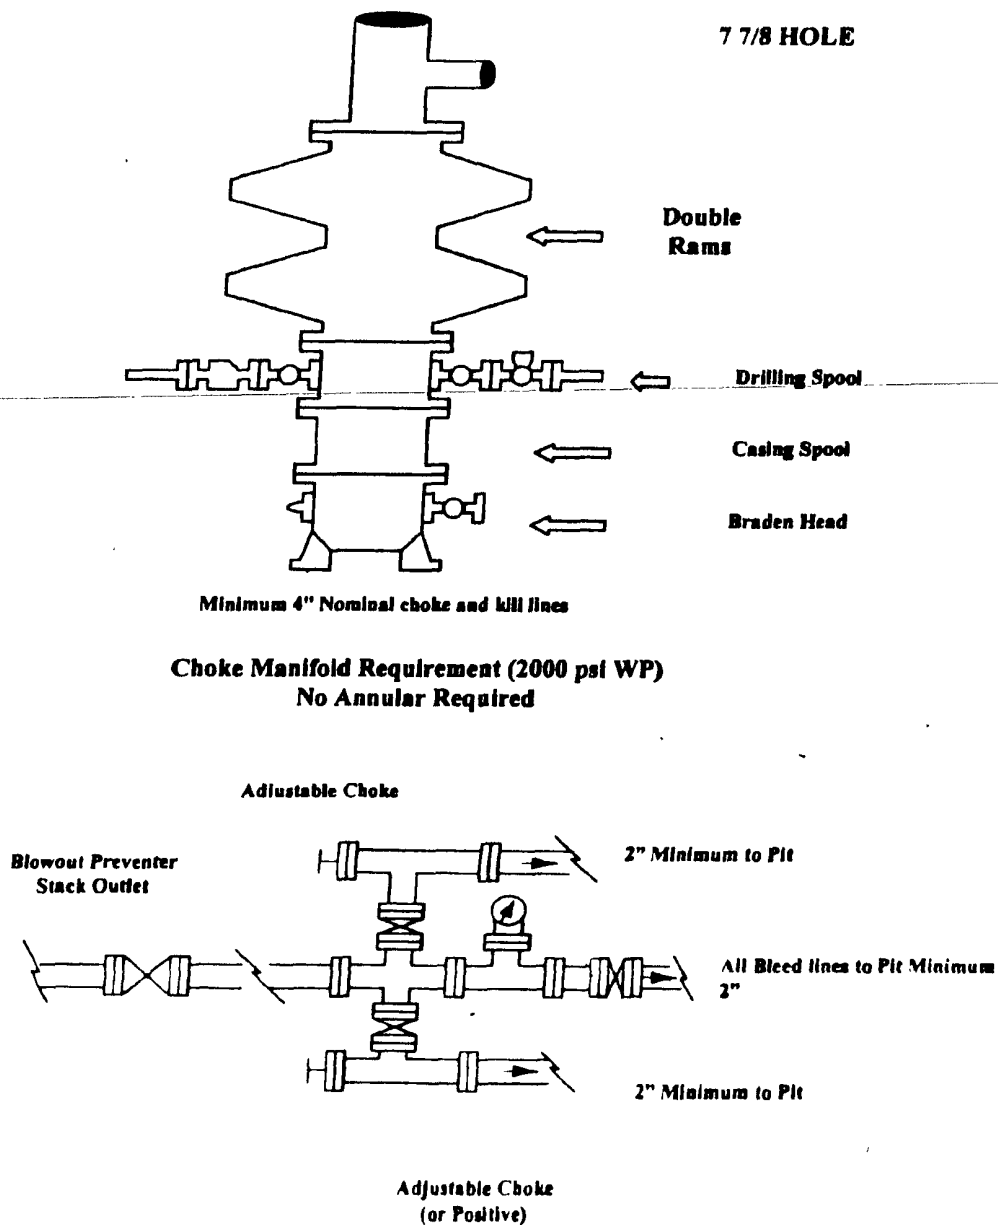 7 7/8 HOLE
Double
Rams
Drilling Spool
Casing Spool
Braden Head
Minimum 4" Nominal choke and kill lines
Choke Manifold Requirement (2000 psi WP)
No Annular Required
Adjustable Choke
Blowout Preventer
Stack Outlet
2" Minimum to Pit
All Bleed lines to Pit Minimum
2"
2" Minimum to Pit
Adjustable Choke
(or Positive)